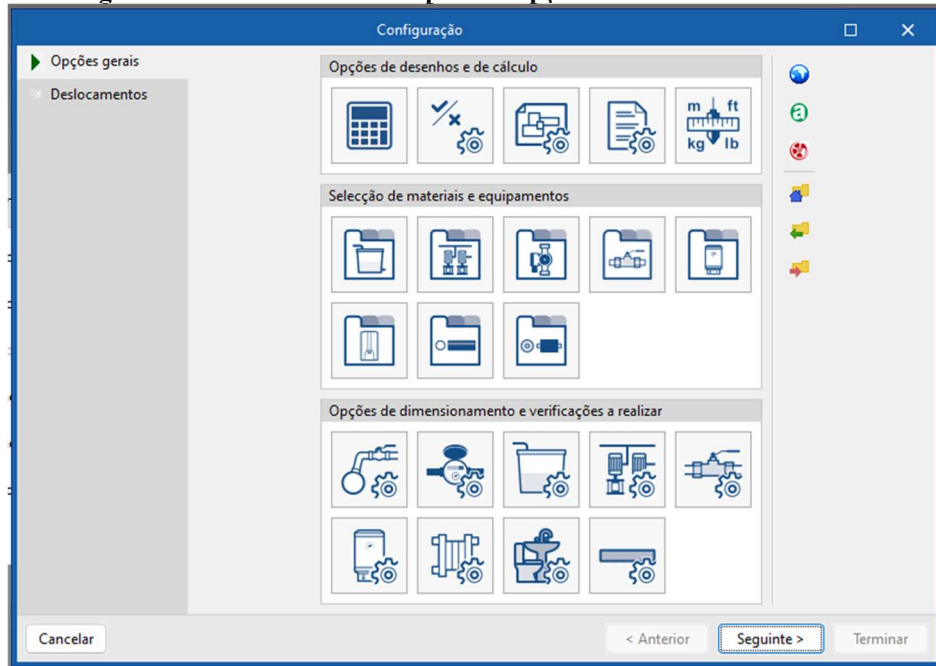 Configuração
Opções gerais
Deslocamentos
Opções de desenhos e de cálculo
m ft
kg lb
Selecção de materiais e equipamentos
Opções de dimensionamento e verificações a realizar
Cancelar
< Anterior
Seguinte >
Terminar